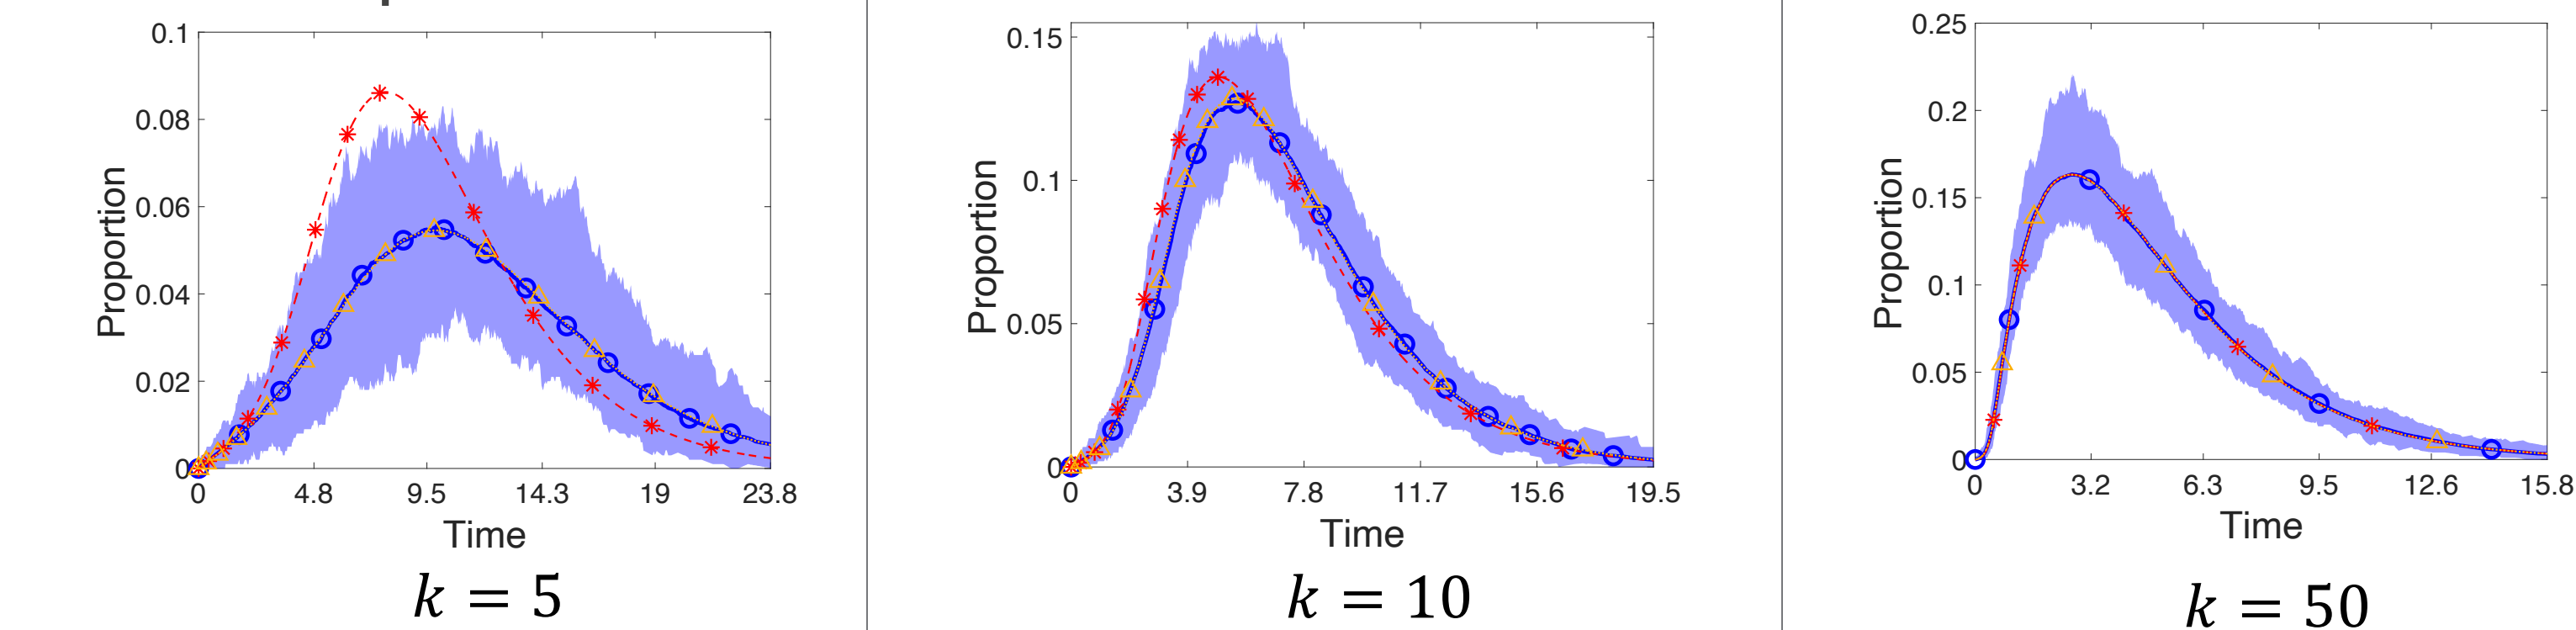 0.1
0.08
0.06
0.04
0.02
0
Proportion
0 4.8 9.5 14.3 19 23.8
Time
k = 5
0.15
0.1
0.05
0
Proportion
0 3.9 7.8 11.7 15.6 19.5
Time
k = 10
0.25
0.2
0.15
0.1
0.05
0
Proportion
0 3.2 6.3 9.5 12.6 15.8
Time
k = 50